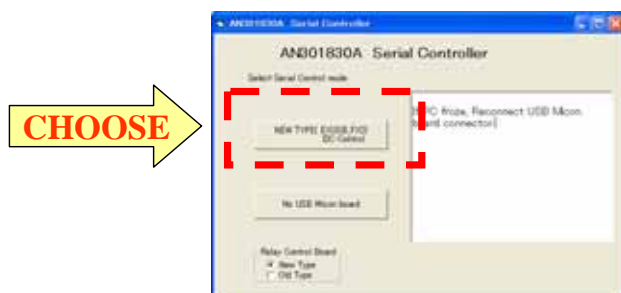 AN301830A Serial Controller
AN301830A Serial Controller
Select Serial Control mode
CHOOSE
PC froze, Reconnect USB Micon
board connector
NEW TYPE
I2C Control
No USB Micon board
Relay Control Board
New Type
Old Type